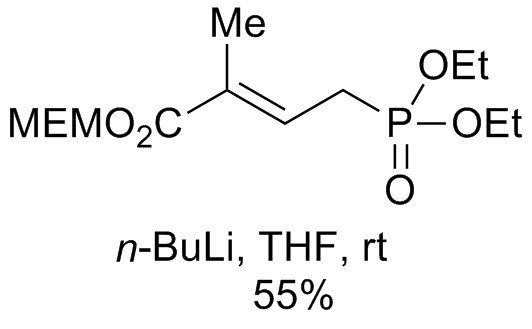 Me
OEt
MEMO₂C
P
OEt
O
n-BuLi, THF, rt
55%